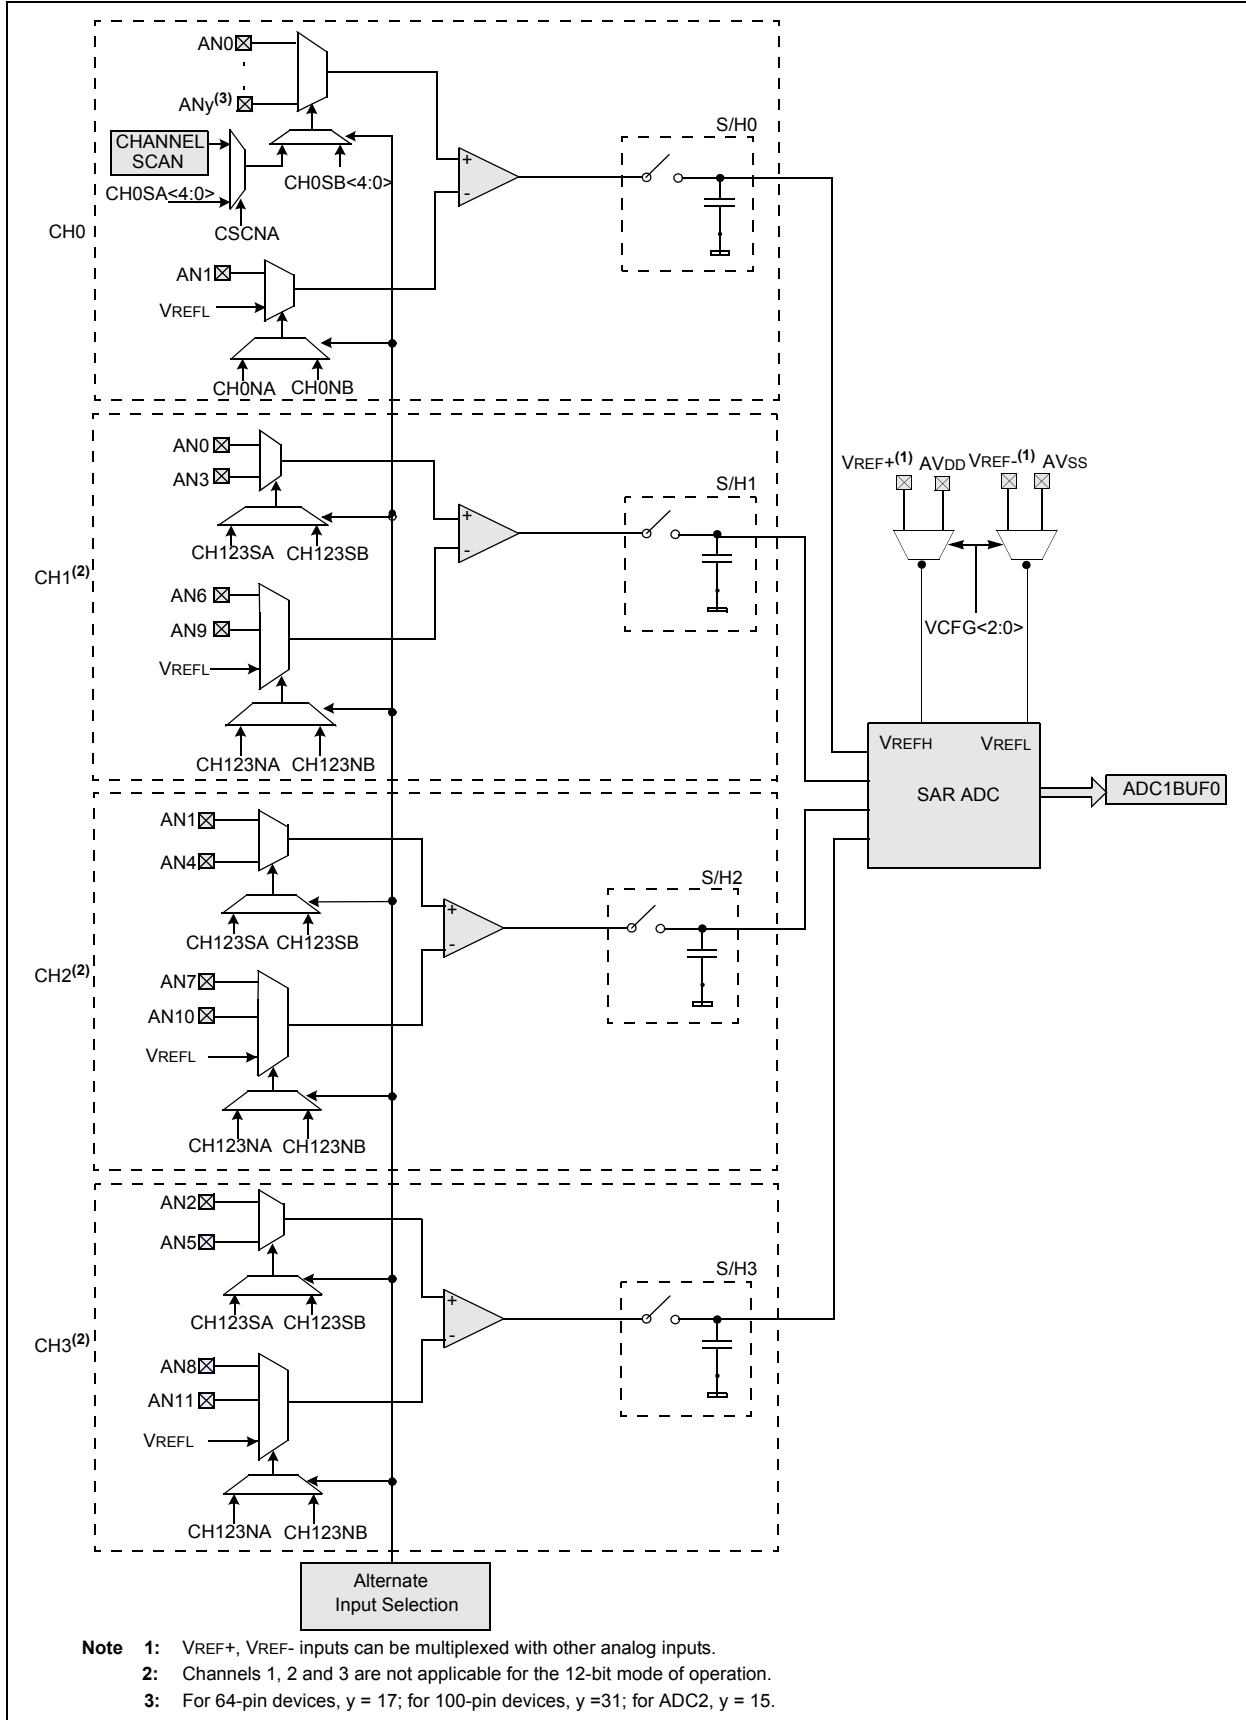 AN0
ANy(3)
CHANNEL
SCAN
CH0SA<4:0>
CH0SB<4:0>
CSCNA
S/H0
+
-
CH0
AN1
VREFL
CH0NA CH0NB
AN0
AN3
CH123SA CH123SB
S/H1
+
-
CH1(2)
AN6
AN9
VREFL
CH123NA CH123NB
VREF+(1) AVDD VREF-(1) AVSS
VCFG<2:0>
VREFH VREFL
SAR ADC
ADC1BUF0
AN1
AN4
CH123SA CH123SB
S/H2
+
-
CH2(2)
AN7
AN10
VREFL
CH123NA CH123NB
AN2
AN5
CH123SA CH123SB
S/H3
+
-
CH3(2)
AN8
AN11
VREFL
CH123NA CH123NB
Alternate
Input Selection
Note 1: VREF+, VREF- inputs can be multiplexed with other analog inputs.
2: Channels 1, 2 and 3 are not applicable for the 12-bit mode of operation.
3: For 64-pin devices, y = 17; for 100-pin devices, y =31; for ADC2, y = 15.